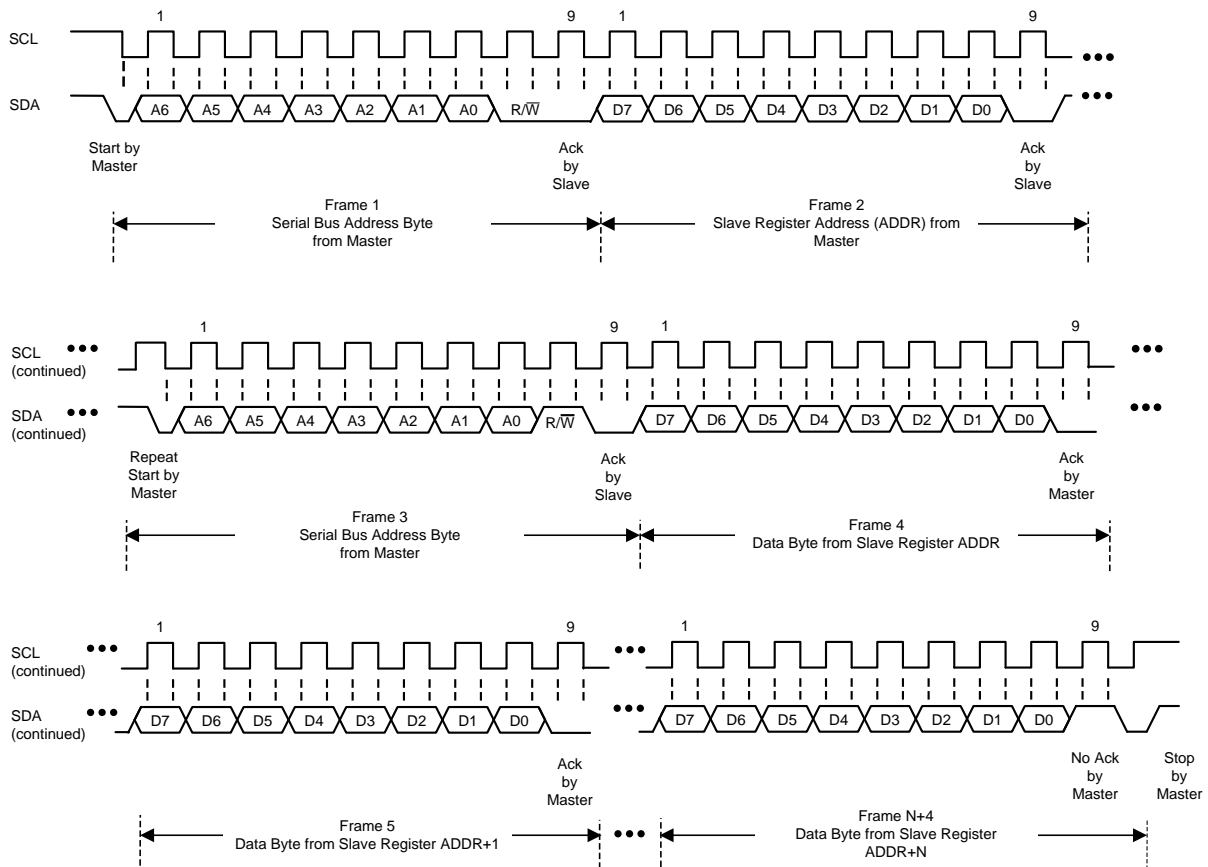 1 9 1 9
SCL
SDA
A6 A5 A4 A3 A2 A1 A0 R/W̅ D7 D6 D5 D4 D3 D2 D1 D0
Start by
Master
Ack
by
Slave
Ack
by
Slave
Frame 1
Serial Bus Address Byte
from Master
Frame 2
Slave Register Address (ADDR) from
Master
1 9 1 9
SCL
(continued)
SDA
(continued)
A6 A5 A4 A3 A2 A1 A0 R/W̅ D7 D6 D5 D4 D3 D2 D1 D0
Repeat
Start by
Master
Ack
by
Slave
Ack
by
Master
Frame 3
Serial Bus Address Byte
from Master
Frame 4
Data Byte from Slave Register ADDR
1 9 1 9
SCL
(continued)
SDA
(continued)
D7 D6 D5 D4 D3 D2 D1 D0 D7 D6 D5 D4 D3 D2 D1 D0
Ack
by
Master
No Ack
by
Master
Stop
by
Master
Frame 5
Data Byte from Slave Register ADDR+1
Frame N+4
Data Byte from Slave Register
ADDR+N